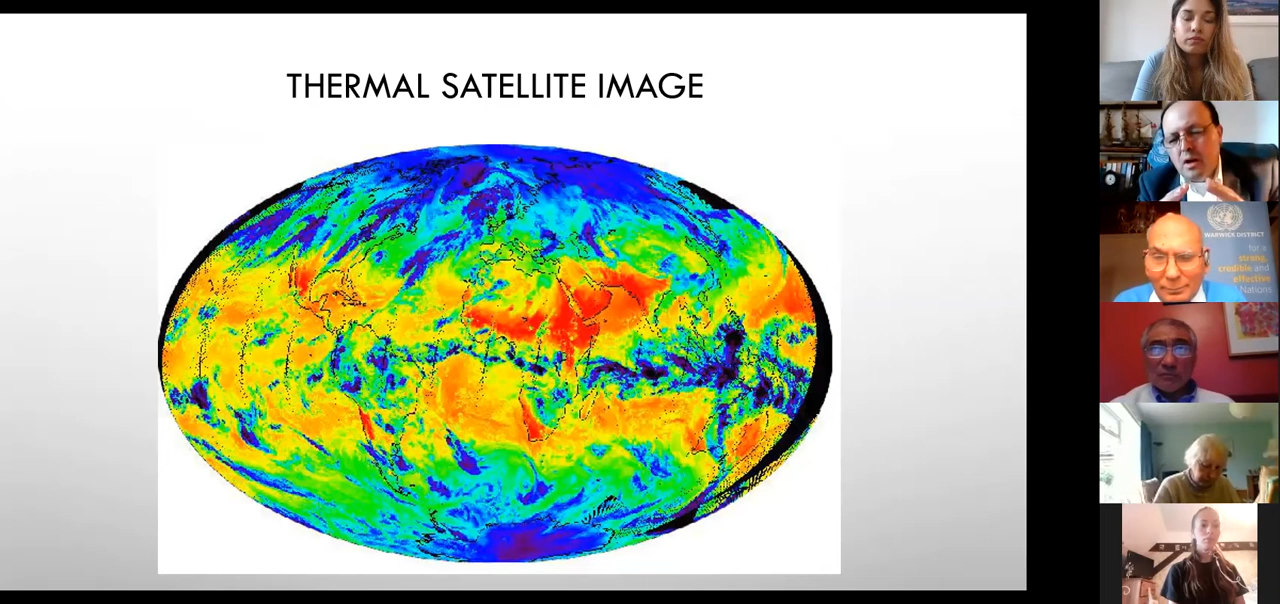 THERMAL SATELLITE IMAGE
WARWICK DISTRICT
for a
strong,
credible and
effective
Nations